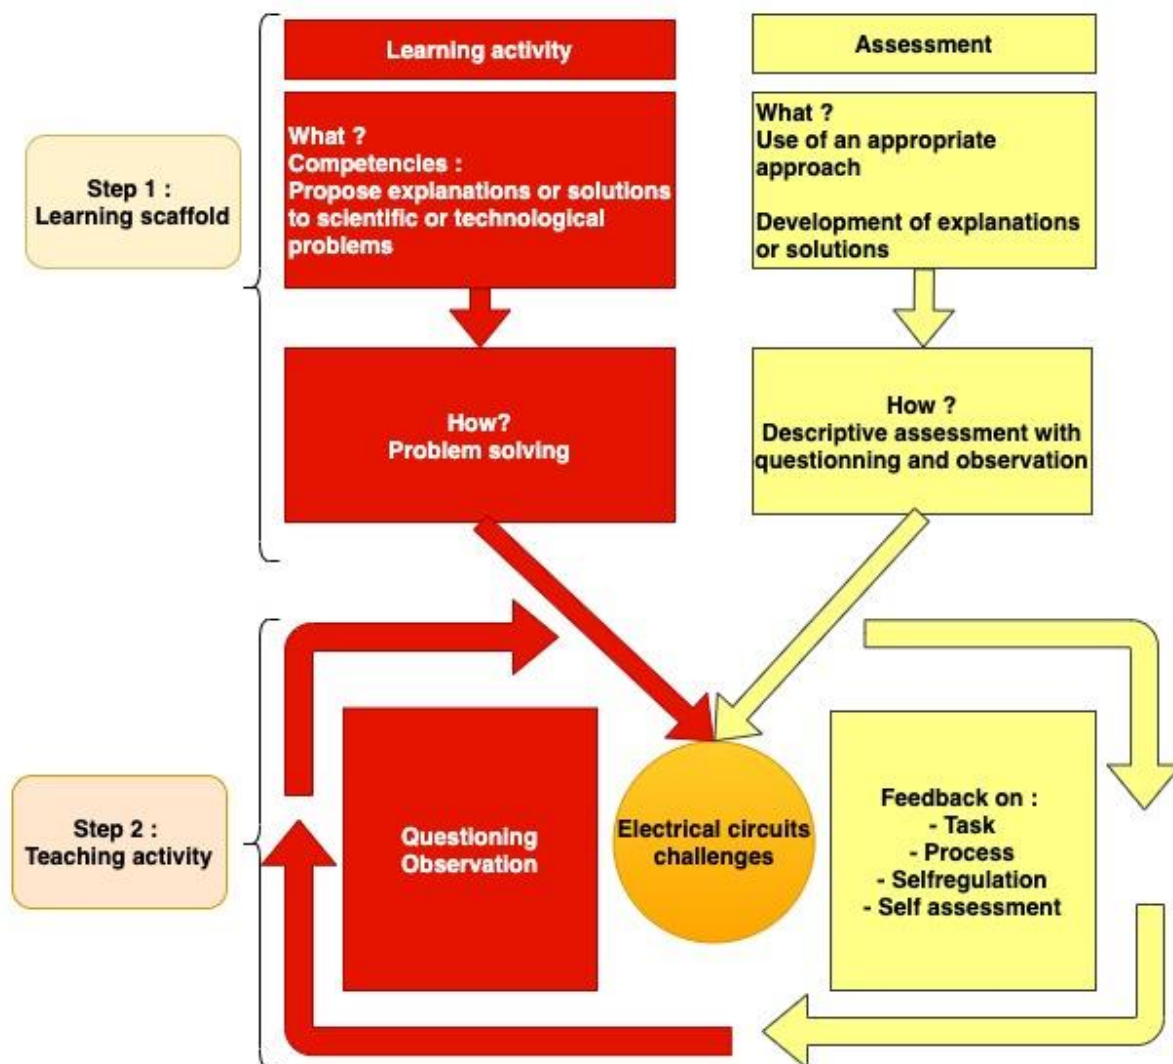 Learning activity
Assessment
Step 1 :
Learning scaffold
What ?
Competencies :
Propose explanations or solutions
to scientific or technological
problems
What ?
Use of an appropriate
approach
Development of explanations
or solutions
How?
Problem solving
How ?
Descriptive assessment with
questionning and observation
Step 2 :
Teaching activity
Questioning
Observation
Electrical circuits
challenges
Feedback on :
- Task
- Process
- Selfregulation
- Self assessment